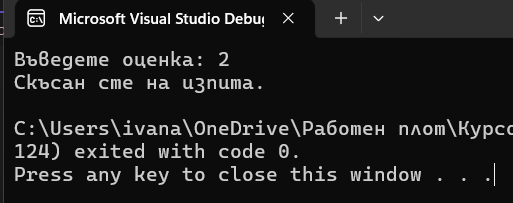 Microsoft Visual Studio Debug
Въведете оценка: 2
Скъсан сте на изпита.
C:\Users\ivana\OneDrive\Работен плот\Курсо
124) exited with code 0.
Press any key to close this window . . .